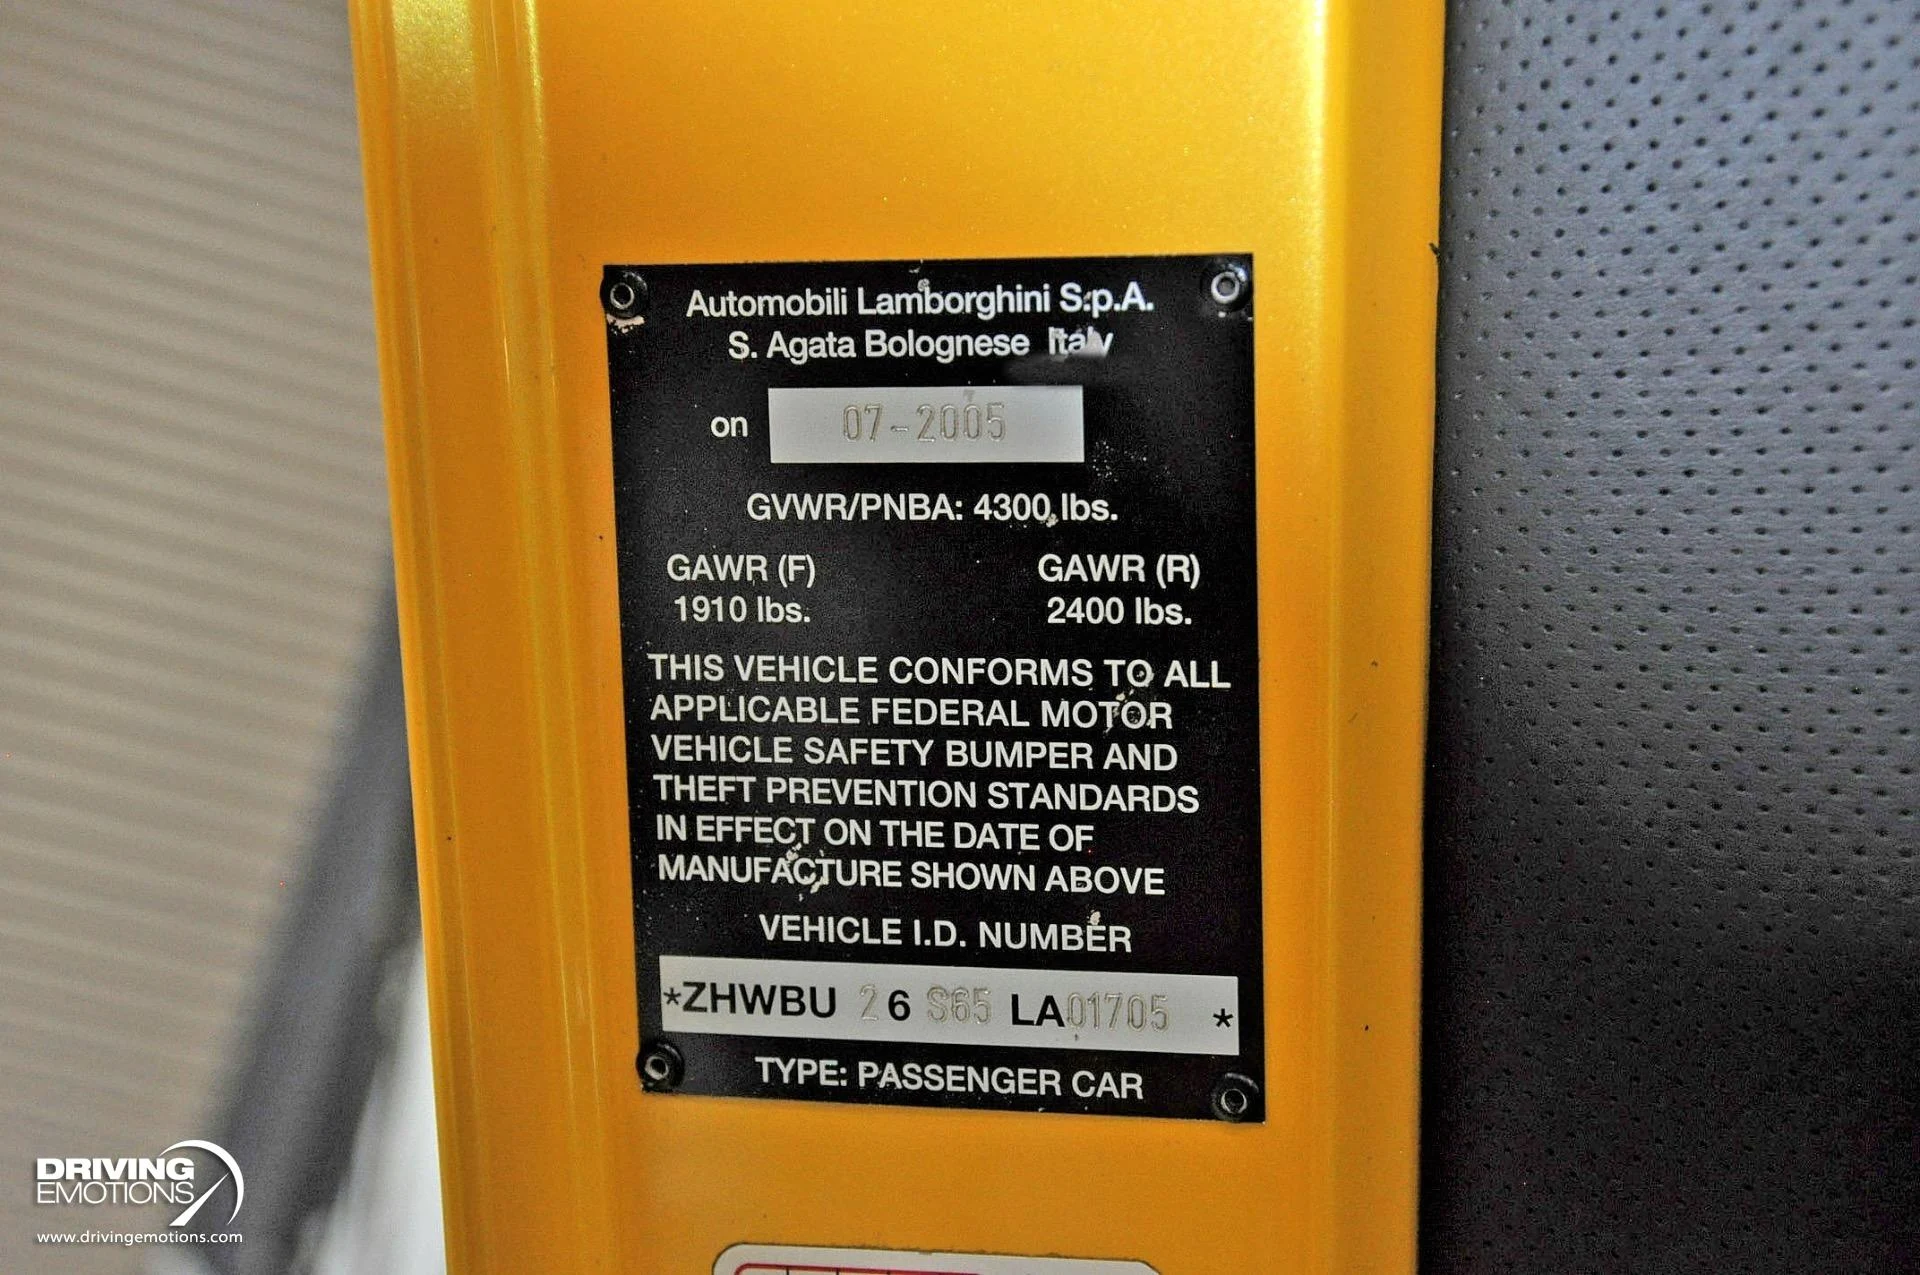 Automobili Lamborghini S.p.A.
S. Agata Bolognese Italy
on 07-2005
GVWR/PNBA: 4300 lbs.
GAWR (F) GAWR (R)
1910 lbs. 2400 lbs.
THIS VEHICLE CONFORMS TO ALL
APPLICABLE FEDERAL MOTOR
VEHICLE SAFETY BUMPER AND
THEFT PREVENTION STANDARDS
IN EFFECT ON THE DATE OF
MANUFACTURE SHOWN ABOVE
VEHICLE I.D. NUMBER
*ZHWBU 26 S65 LA01705 *
TYPE: PASSENGER CAR
DRIVING
EMOTIONS
www.drivingemotions.com